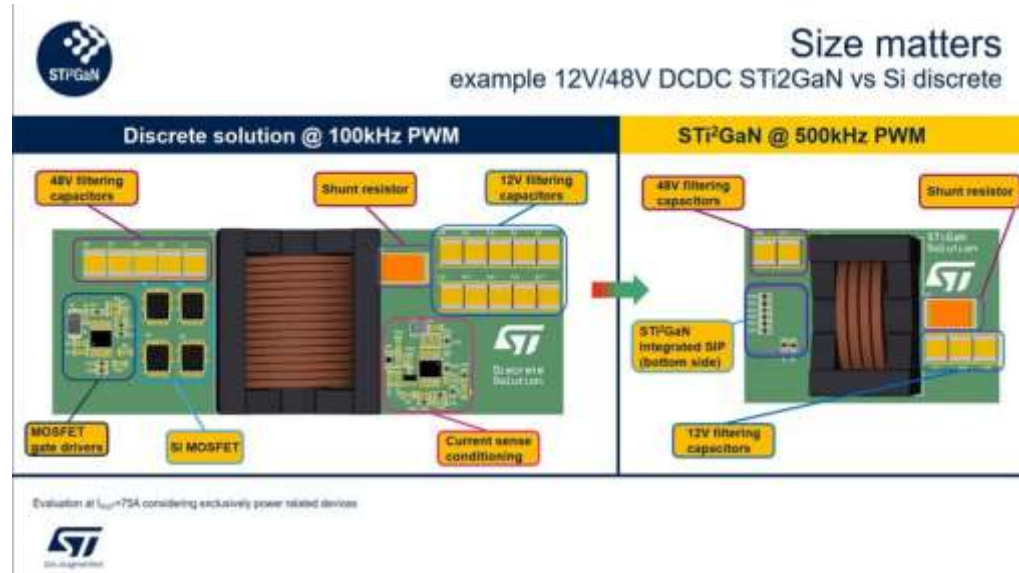 STi²GaN
Size matters
example 12V/48V DCDC STi2GaN vs Si discrete
Discrete solution @ 100kHz PWM
48V filtering
capacitors
Shunt resistor
12V filtering
capacitors
Discrete
Solution
MOSFET
gate drivers
Si MOSFET
Current sense
conditioning
STi²GaN @ 500kHz PWM
48V filtering
capacitors
Shunt resistor
STiGaN
Solution
STi²GaN
Integrated SIP
(bottom side)
12V filtering
capacitors
Evaluation at I =75A considering exclusively power related devices
life.augmented